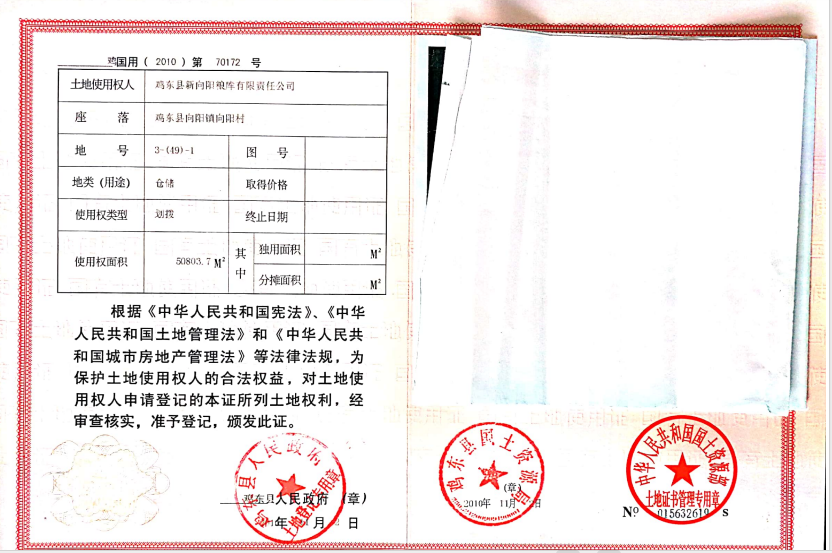 鸡国用（2010）第 70172 号
土地使用权人 鸡东县新向阳粮库有限责任公司
座 落 鸡东县向阳镇向阳村
地 号 3-(49)-1 图 号
地类（用途） 仓储 取得价格
使用权类型 划拨 终止日期
使用权面积 50803.7 M² 其中 独用面积 M²
分摊面积 M²
根据《中华人民共和国宪法》、《中华
人民共和国土地管理法》和《中华人民共
和国城市房地产管理法》等法律法规，为
保护土地使用权人的合法权益，对土地使
用权人申请登记的本证所列土地权利，经
审查核实，准予登记，颁发此证。
鸡东县人民政府
土地登记专用章
鸡东县人民政府（章）
年 月 日
鸡东县国土资源局
（章）
2010年 11月 日
中华人民共和国国土资源部
土地证书管理专用章
Nº 015632619 s